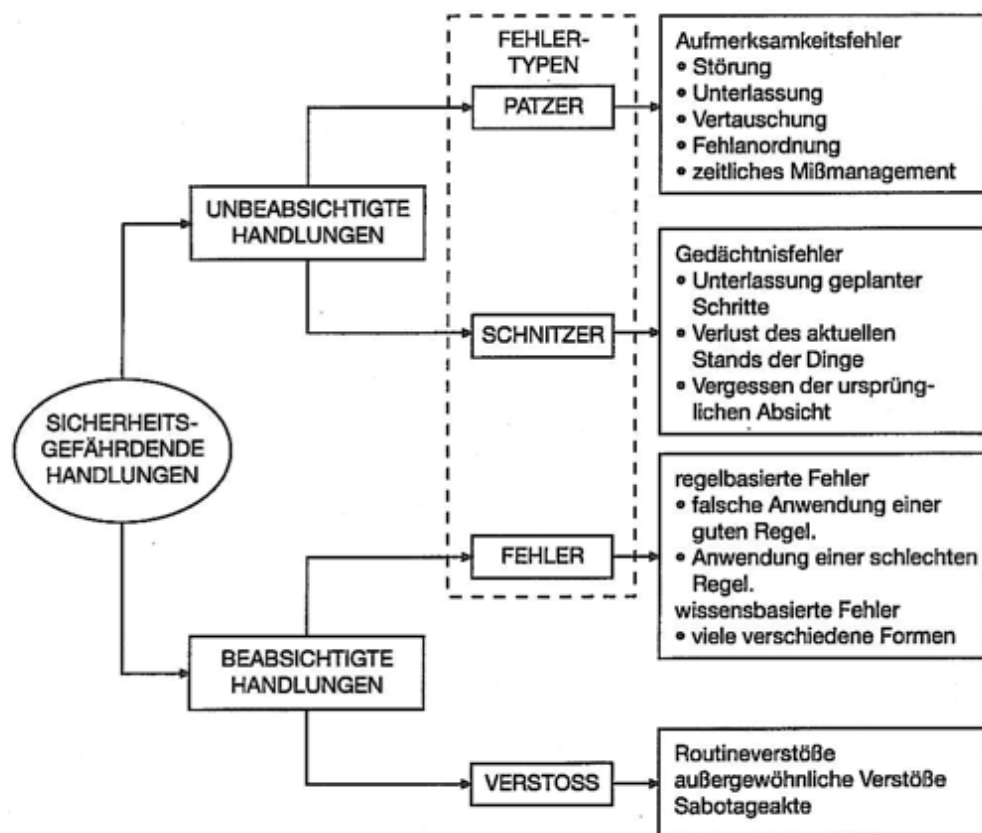 FEHLER-
TYPEN
PATZER
Aufmerksamkeitsfehler
• Störung
• Unterlassung
• Vertauschung
• Fehlanordnung
• zeitliches Mißmanagement
UNBEABSICHTIGTE
HANDLUNGEN
SCHNITZER
Gedächtnisfehler
• Unterlassung geplanter
Schritte
• Verlust des aktuellen
Stands der Dinge
• Vergessen der ursprüng-
lichen Absicht
SICHERHEITS-
GEFÄHRDENDE
HANDLUNGEN
FEHLER
regelbasierte Fehler
• falsche Anwendung einer
guten Regel.
• Anwendung einer schlechten
Regel.
wissensbasierte Fehler
• viele verschiedene Formen
BEABSICHTIGTE
HANDLUNGEN
VERSTOSS
Routineverstöße
außergewöhnliche Verstöße
Sabotageakte